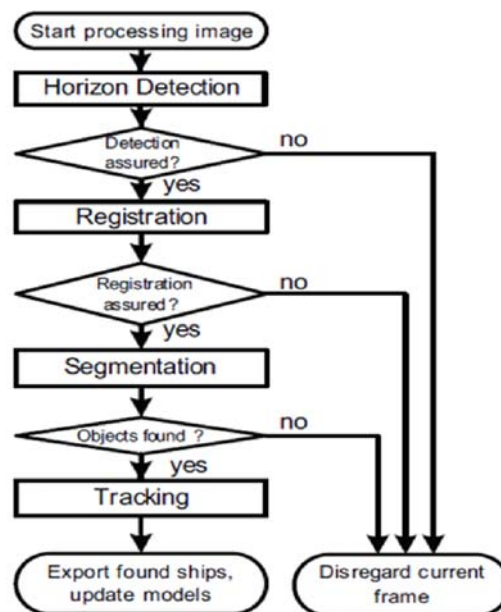 Start processing image
Horizon Detection
Detection
assured?
no
yes
Registration
Registration
assured?
no
yes
Segmentation
Objects found ?
no
yes
Tracking
Export found ships,
update models
Disregard current
frame